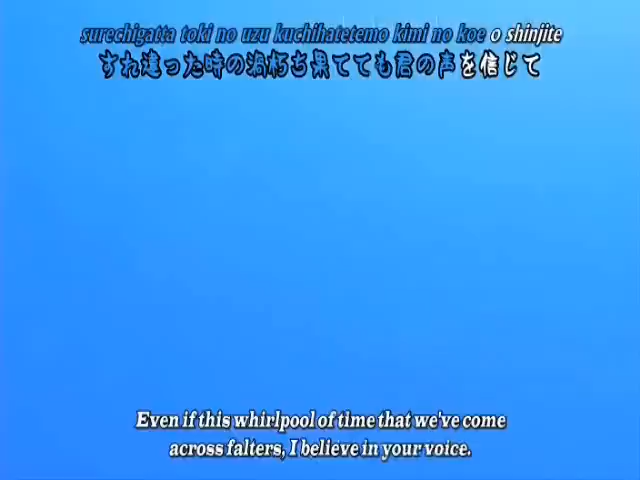 surechigatta toki no uzu kuchihatetemo kimi no koe o shinjite
すれ違った時の渦朽ち果てても君の声を信じて
Even if this whirlpool of time that we've come
across falters, I believe in your voice.